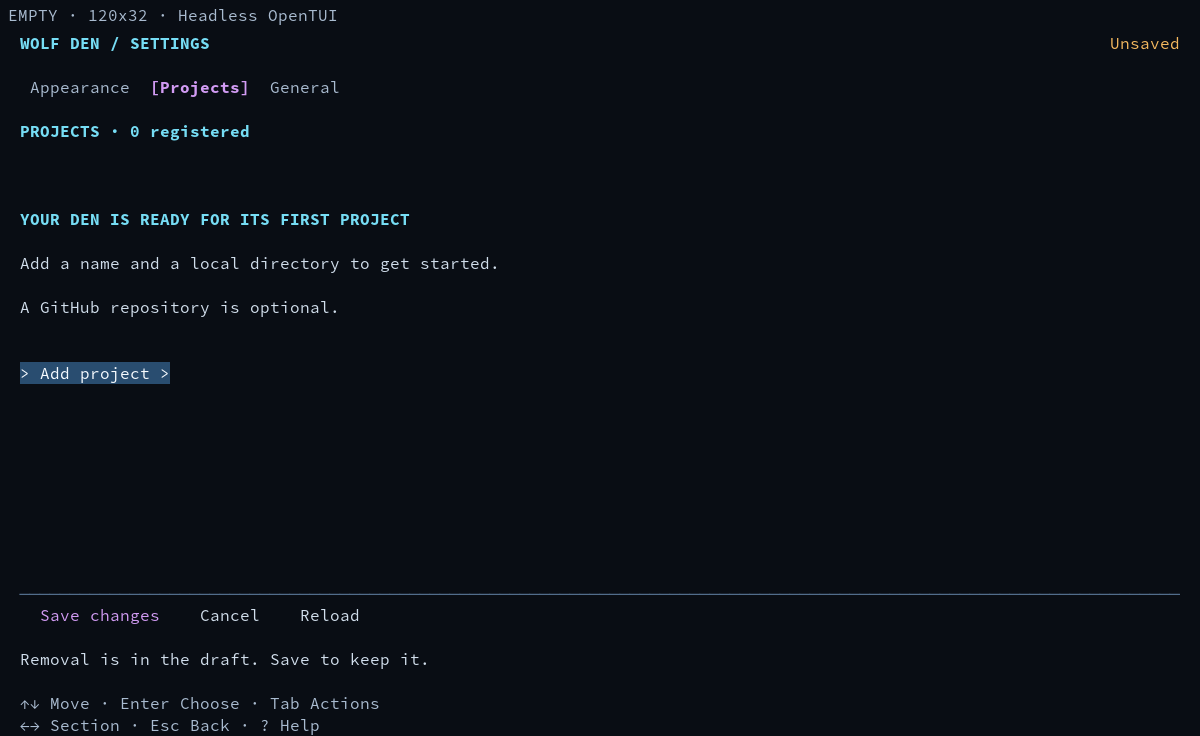 EMPTY · 120x32 · Headless OpenTUI
WOLF DEN / SETTINGS Unsaved
Appearance [Projects] General
PROJECTS · 0 registered
YOUR DEN IS READY FOR ITS FIRST PROJECT
Add a name and a local directory to get started.
A GitHub repository is optional.
> Add project >
Save changes Cancel Reload
Removal is in the draft. Save to keep it.
↑↓ Move · Enter Choose · Tab Actions
←→ Section · Esc Back · ? Help